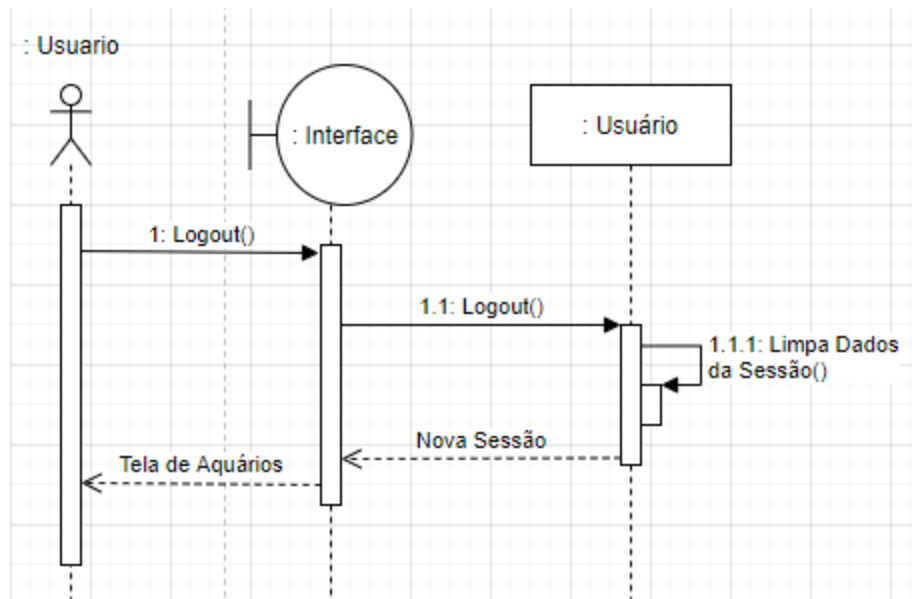 : Usuario
: Interface
: Usuário
1: Logout()
1.1: Logout()
1.1.1: Limpa Dados
da Sessão()
Nova Sessão
Tela de Aquários